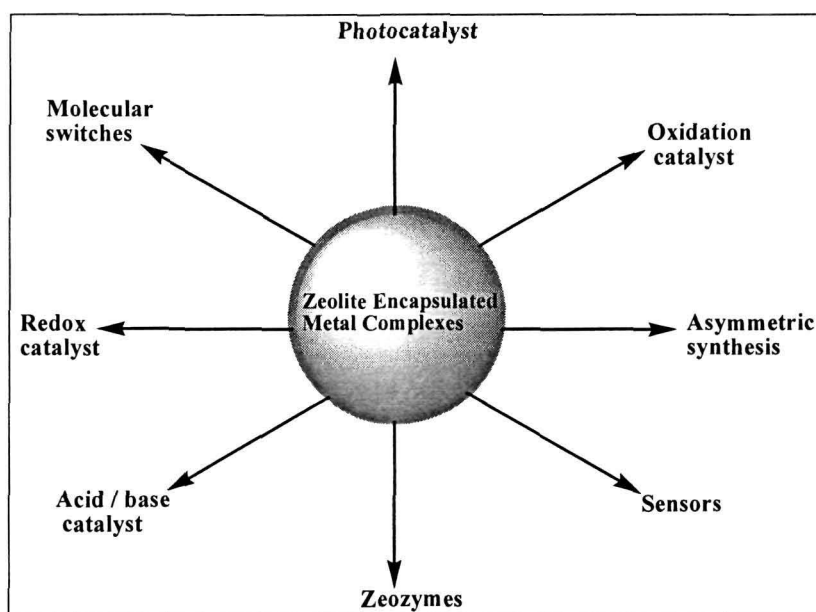 Photocatalyst
Molecular
switches
Oxidation
catalyst
Zeolite Encapsulated
Metal Complexes
Redox
catalyst
Asymmetric
synthesis
Acid / base
catalyst
Sensors
Zeozymes